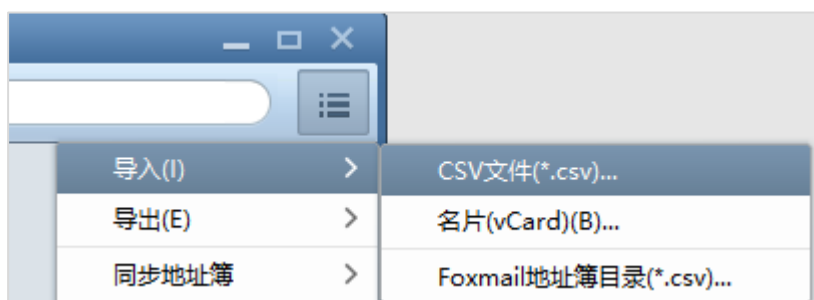 导入(I)
CSV文件(*.csv)...
导出(E)
名片(vCard)(B)...
同步地址簿
Foxmail地址簿目录(*.csv)...